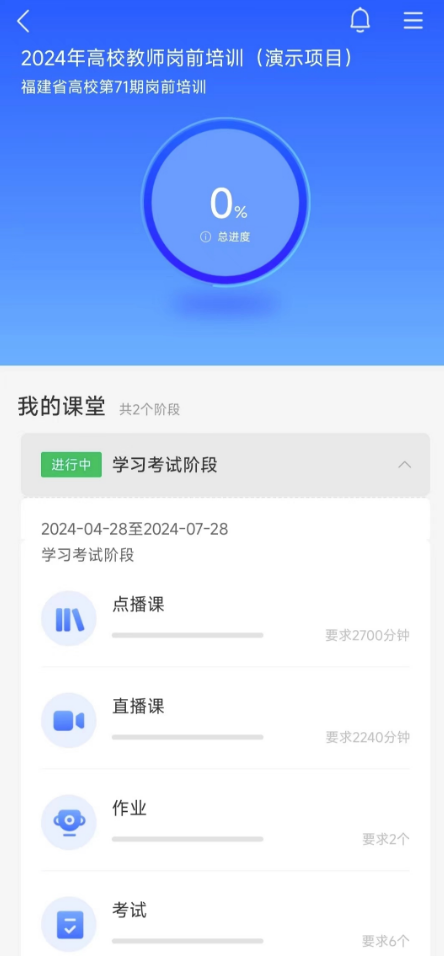 2024年高校教师岗前培训（演示项目）
福建省高校第71期岗前培训
0%
总进度
我的课堂 共2个阶段
进行中 学习考试阶段
2024-04-28至2024-07-28
学习考试阶段
点播课
要求2700分钟
直播课
要求2240分钟
作业
要求2个
考试
要求6个